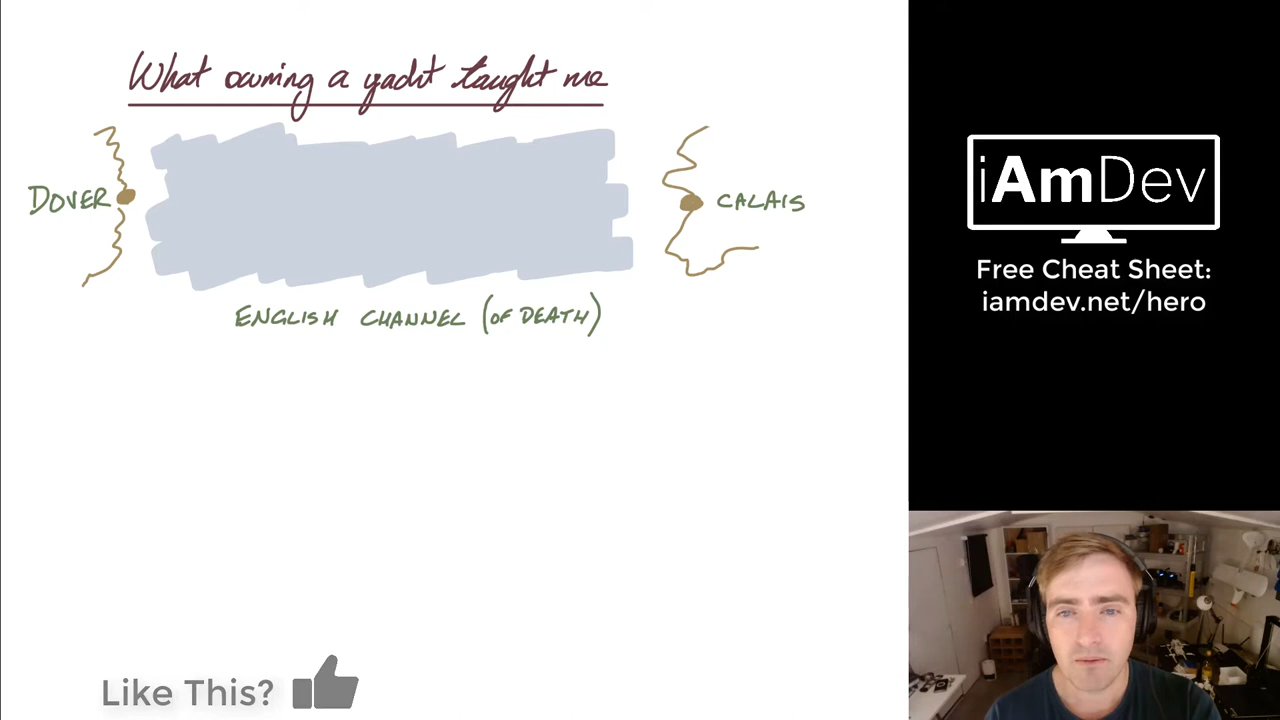 What owning a yacht taught me
DOVER
CALAIS
ENGLISH CHANNEL (OF DEATH)
Like This?
iAmDev
Free Cheat Sheet:
iamdev.net/hero